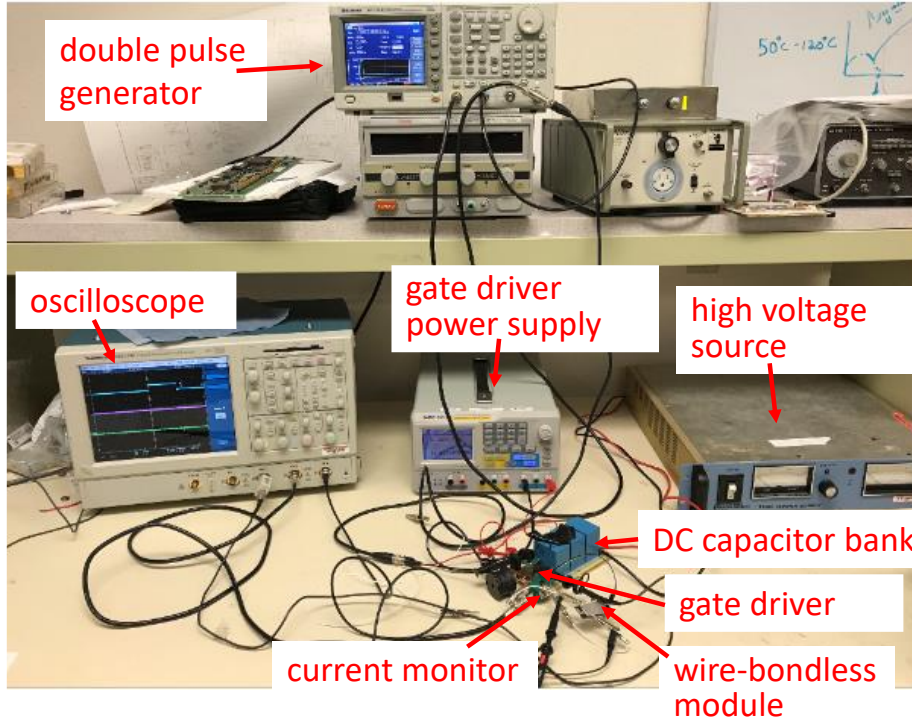 double pulse
generator
50°C-120°C
oscilloscope
gate driver
power supply
high voltage
source
DC capacitor bank
gate driver
current monitor
wire-bondless
module